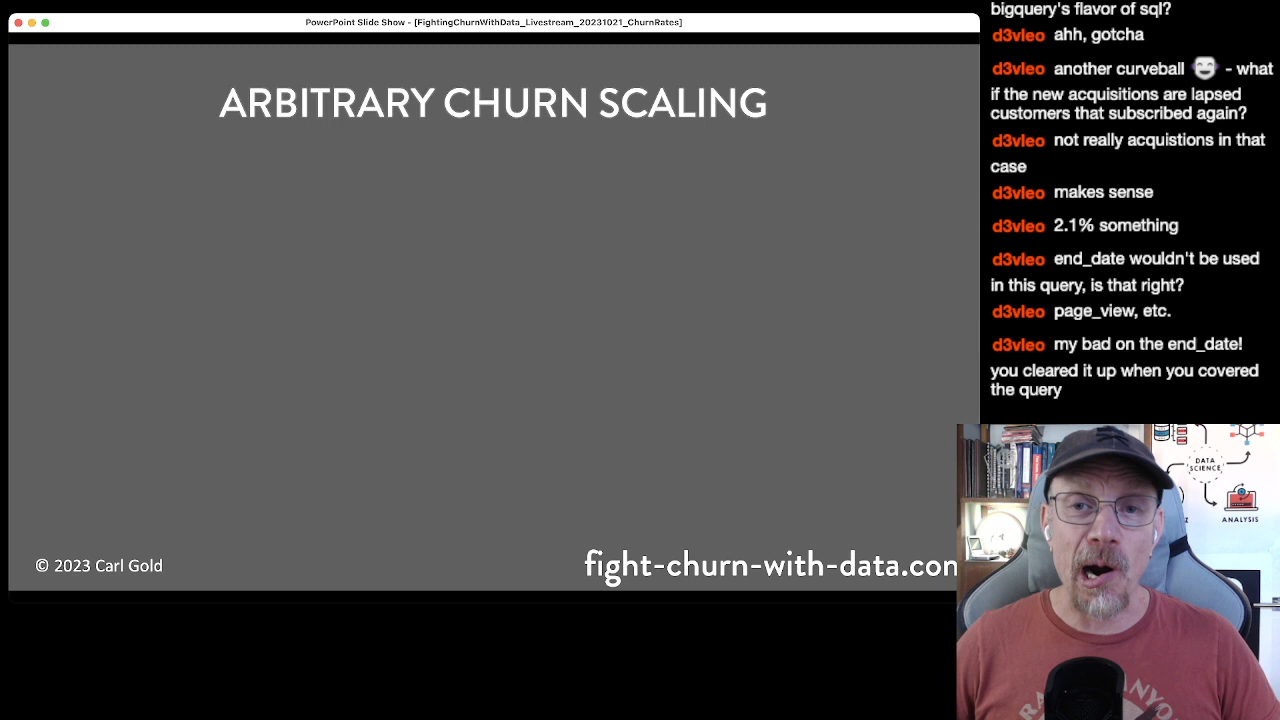 PowerPoint Slide Show - [FightingChurnWithData_Livestream_20231021_ChurnRates]
ARBITRARY CHURN SCALING
© 2023 Carl Gold
fight-churn-with-data.con
bigquery's flavor of sql?
d3vleo ahh, gotcha
d3vleo another curveball - what
if the new acquisitions are lapsed
customers that subscribed again?
d3vleo not really acquistions in that
case
d3vleo makes sense
d3vleo 2.1% something
d3vleo end_date wouldn't be used
in this query, is that right?
d3vleo page_view, etc.
d3vleo my bad on the end_date!
you cleared it up when you covered
the query
DATA
SCIENCE
ANALYSIS